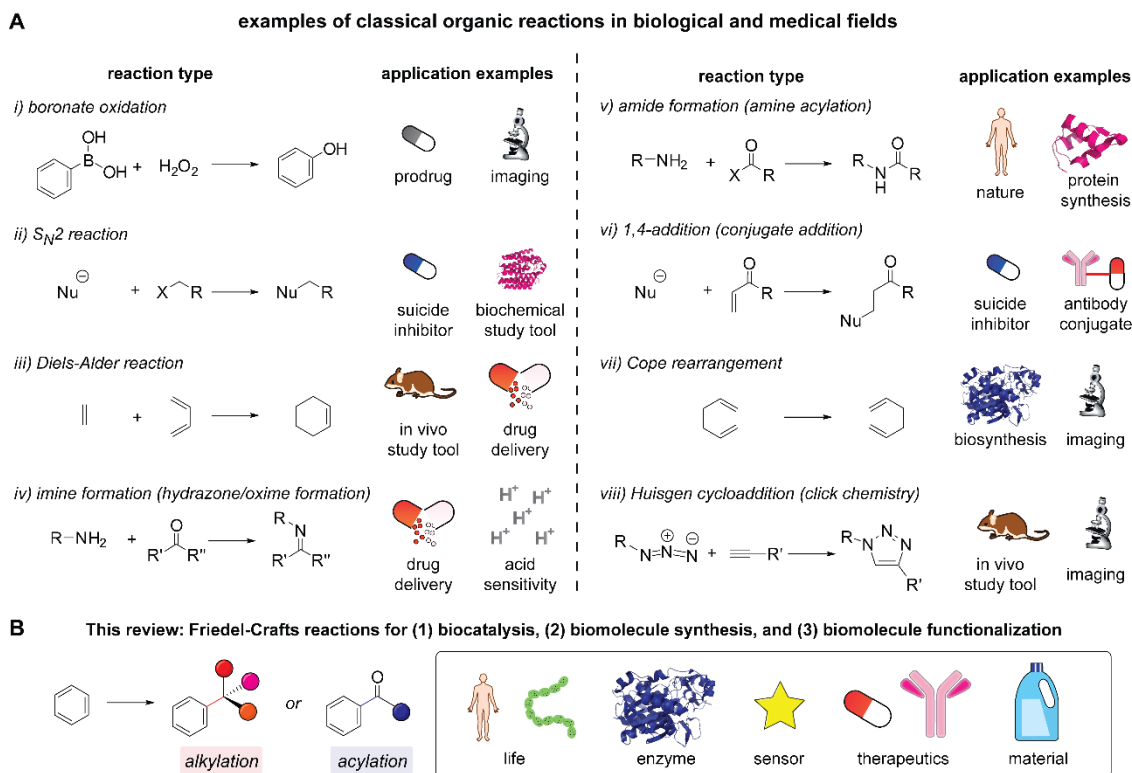 A
examples of classical organic reactions in biological and medical fields
reaction type
application examples
i) boronate oxidation
OH
B
OH
+
H₂O₂
OH
prodrug
imaging
ii) Sₙ2 reaction
Nu⊖
+
X
R
Nu
R
suicide
inhibitor
biochemical
study tool
iii) Diels-Alder reaction
+
in vivo
study tool
drug
delivery
iv) imine formation (hydrazone/oxime formation)
R–NH₂
+
O
R'
R"
R
N
R'
R"
drug
delivery
H⁺ H⁺
H⁺
H⁺ H⁺
acid
sensitivity
reaction type
application examples
v) amide formation (amine acylation)
R–NH₂
+
O
X
R
R
N
H
O
R
nature
protein
synthesis
vi) 1,4-addition (conjugate addition)
Nu⊖
+
O
R
O
R
Nu
suicide
inhibitor
antibody
conjugate
vii) Cope rearrangement
biosynthesis
imaging
viii) Huisgen cycloaddition (click chemistry)
R
N=N=N
⊕ ⊖
+
R'
R
N
N
N
R'
in vivo
study tool
imaging
B
This review: Friedel-Crafts reactions for (1) biocatalysis, (2) biomolecule synthesis, and (3) biomolecule functionalization
or
O
alkylation
acylation
life
enzyme
sensor
therapeutics
material